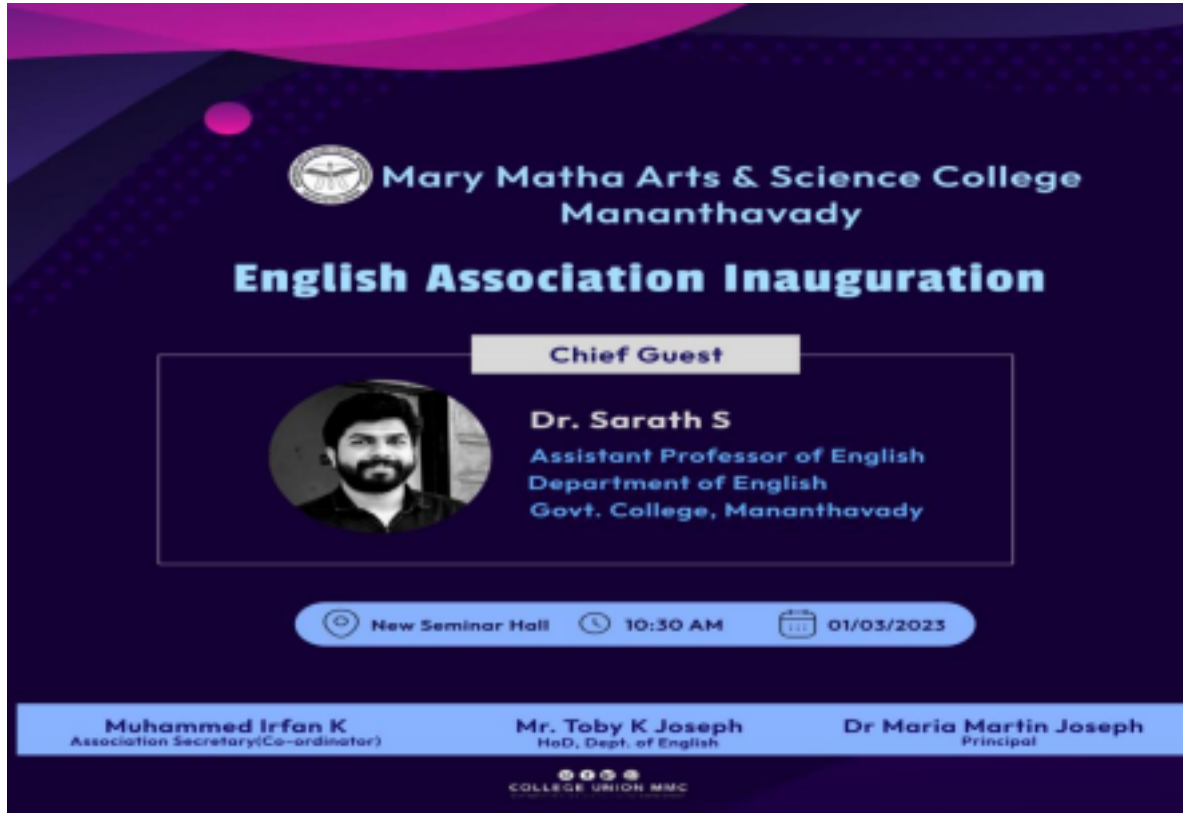 Mary Matha Arts & Science College
Mananthavady
English Association Inauguration
Chief Guest
Dr. Sarath S
Assistant Professor of English
Department of English
Govt. College, Mananthavady
New Seminar Hall 10:30 AM 01/03/2023
Muhammed Irfan K Mr. Toby K Joseph Dr Maria Martin Joseph
Association Secretary(Co-ordinator) HoD, Dept. of English Principal
COLLEGE UNION MMC